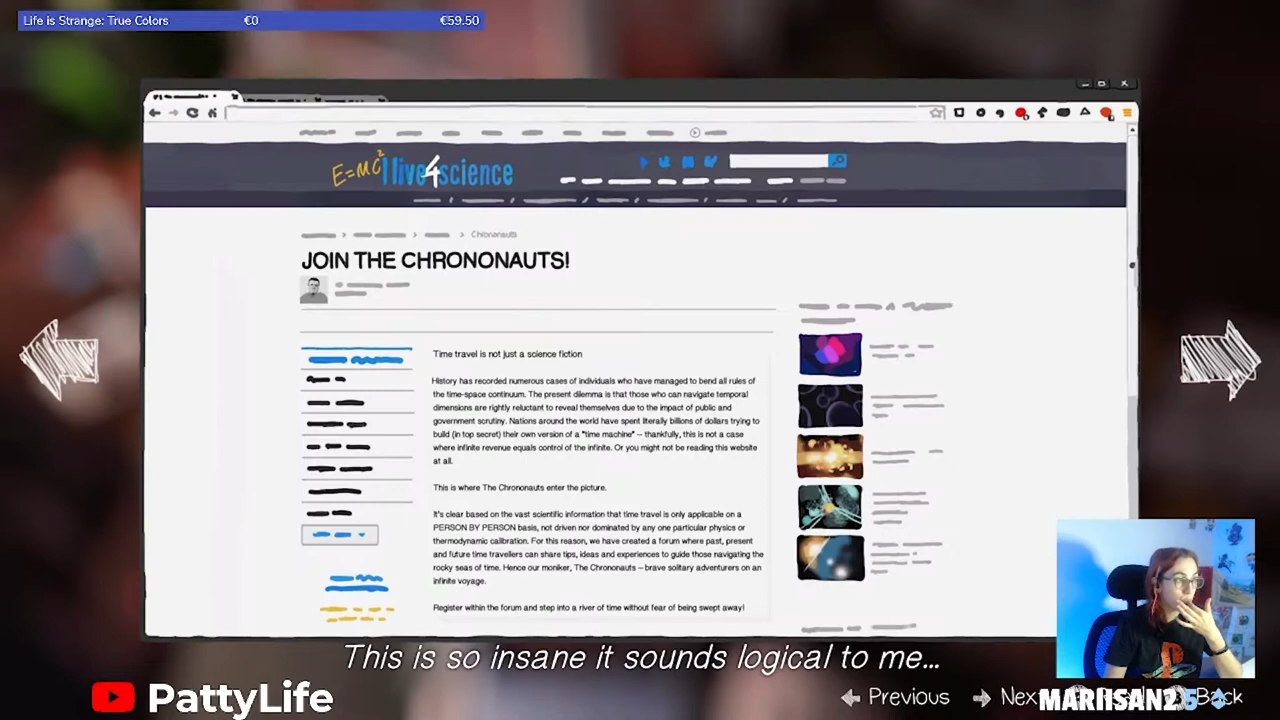 Life is Strange: True Colors €0 €59.50
E=MC² I live4science
Chrononauts
JOIN THE CHRONONAUTS!
Time travel is not just a science fiction
History has recorded numerous cases of individuals who have managed to bend all rules of
the time-space continuum. The present dilemma is that those who can navigate temporal
dimensions are rightly reluctant to reveal themselves due to the impact of public and
government scrutiny. Nations around the world have spent literally billions of dollars trying to
build (in top secret) their own version of a "time machine" – thankfully, this is not a case
where infinite revenue equals control of the infinite. Or you might not be reading this website
at all.
This is where The Chrononauts enter the picture.
It's clear based on the vast scientific information that time travel is only applicable on a
PERSON BY PERSON basis, not driven nor dominated by any one particular physics or
thermodynamic calibration. For this reason, we have created a forum where past, present
and future time travellers can share tips, ideas and experiences to guide those navigating the
rocky seas of time. Hence our moniker, The Chrononauts – brave solitary adventurers on an
infinite voyage.
Register within the forum and step into a river of time without fear of being swept away!
This is so insane it sounds logical to me...
PattyLife
Previous Next Back
MARIISAN25